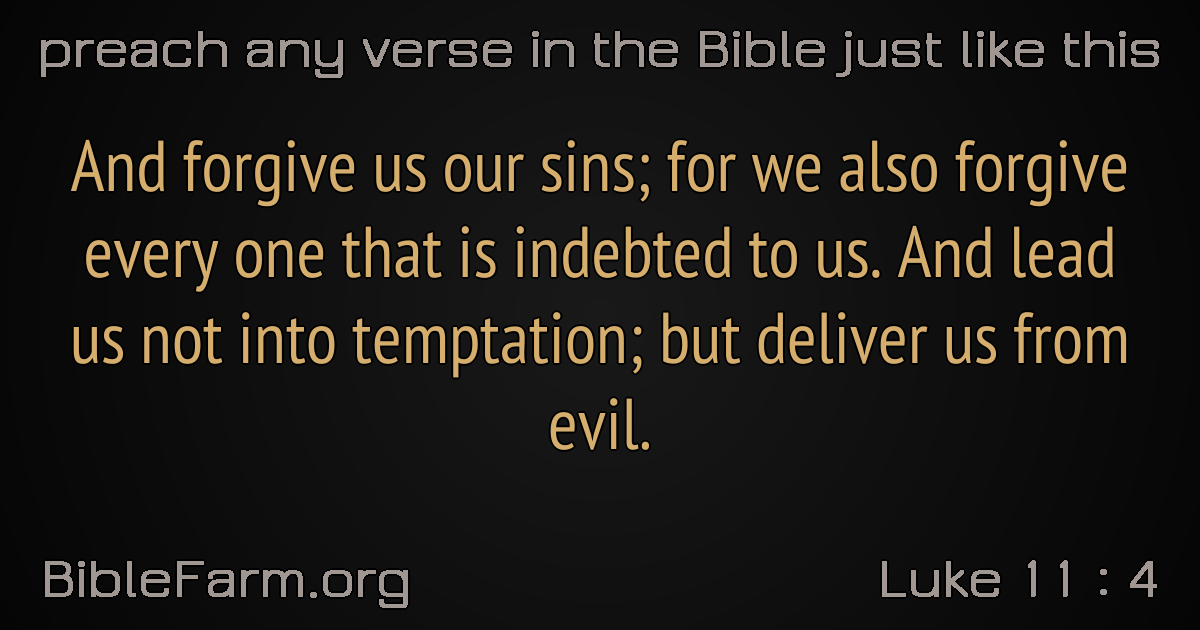 preach any verse in the Bible just like this
And forgive us our sins; for we also forgive
every one that is indebted to us. And lead
us not into temptation; but deliver us from
evil.
BibleFarm.org
Luke 11 : 4